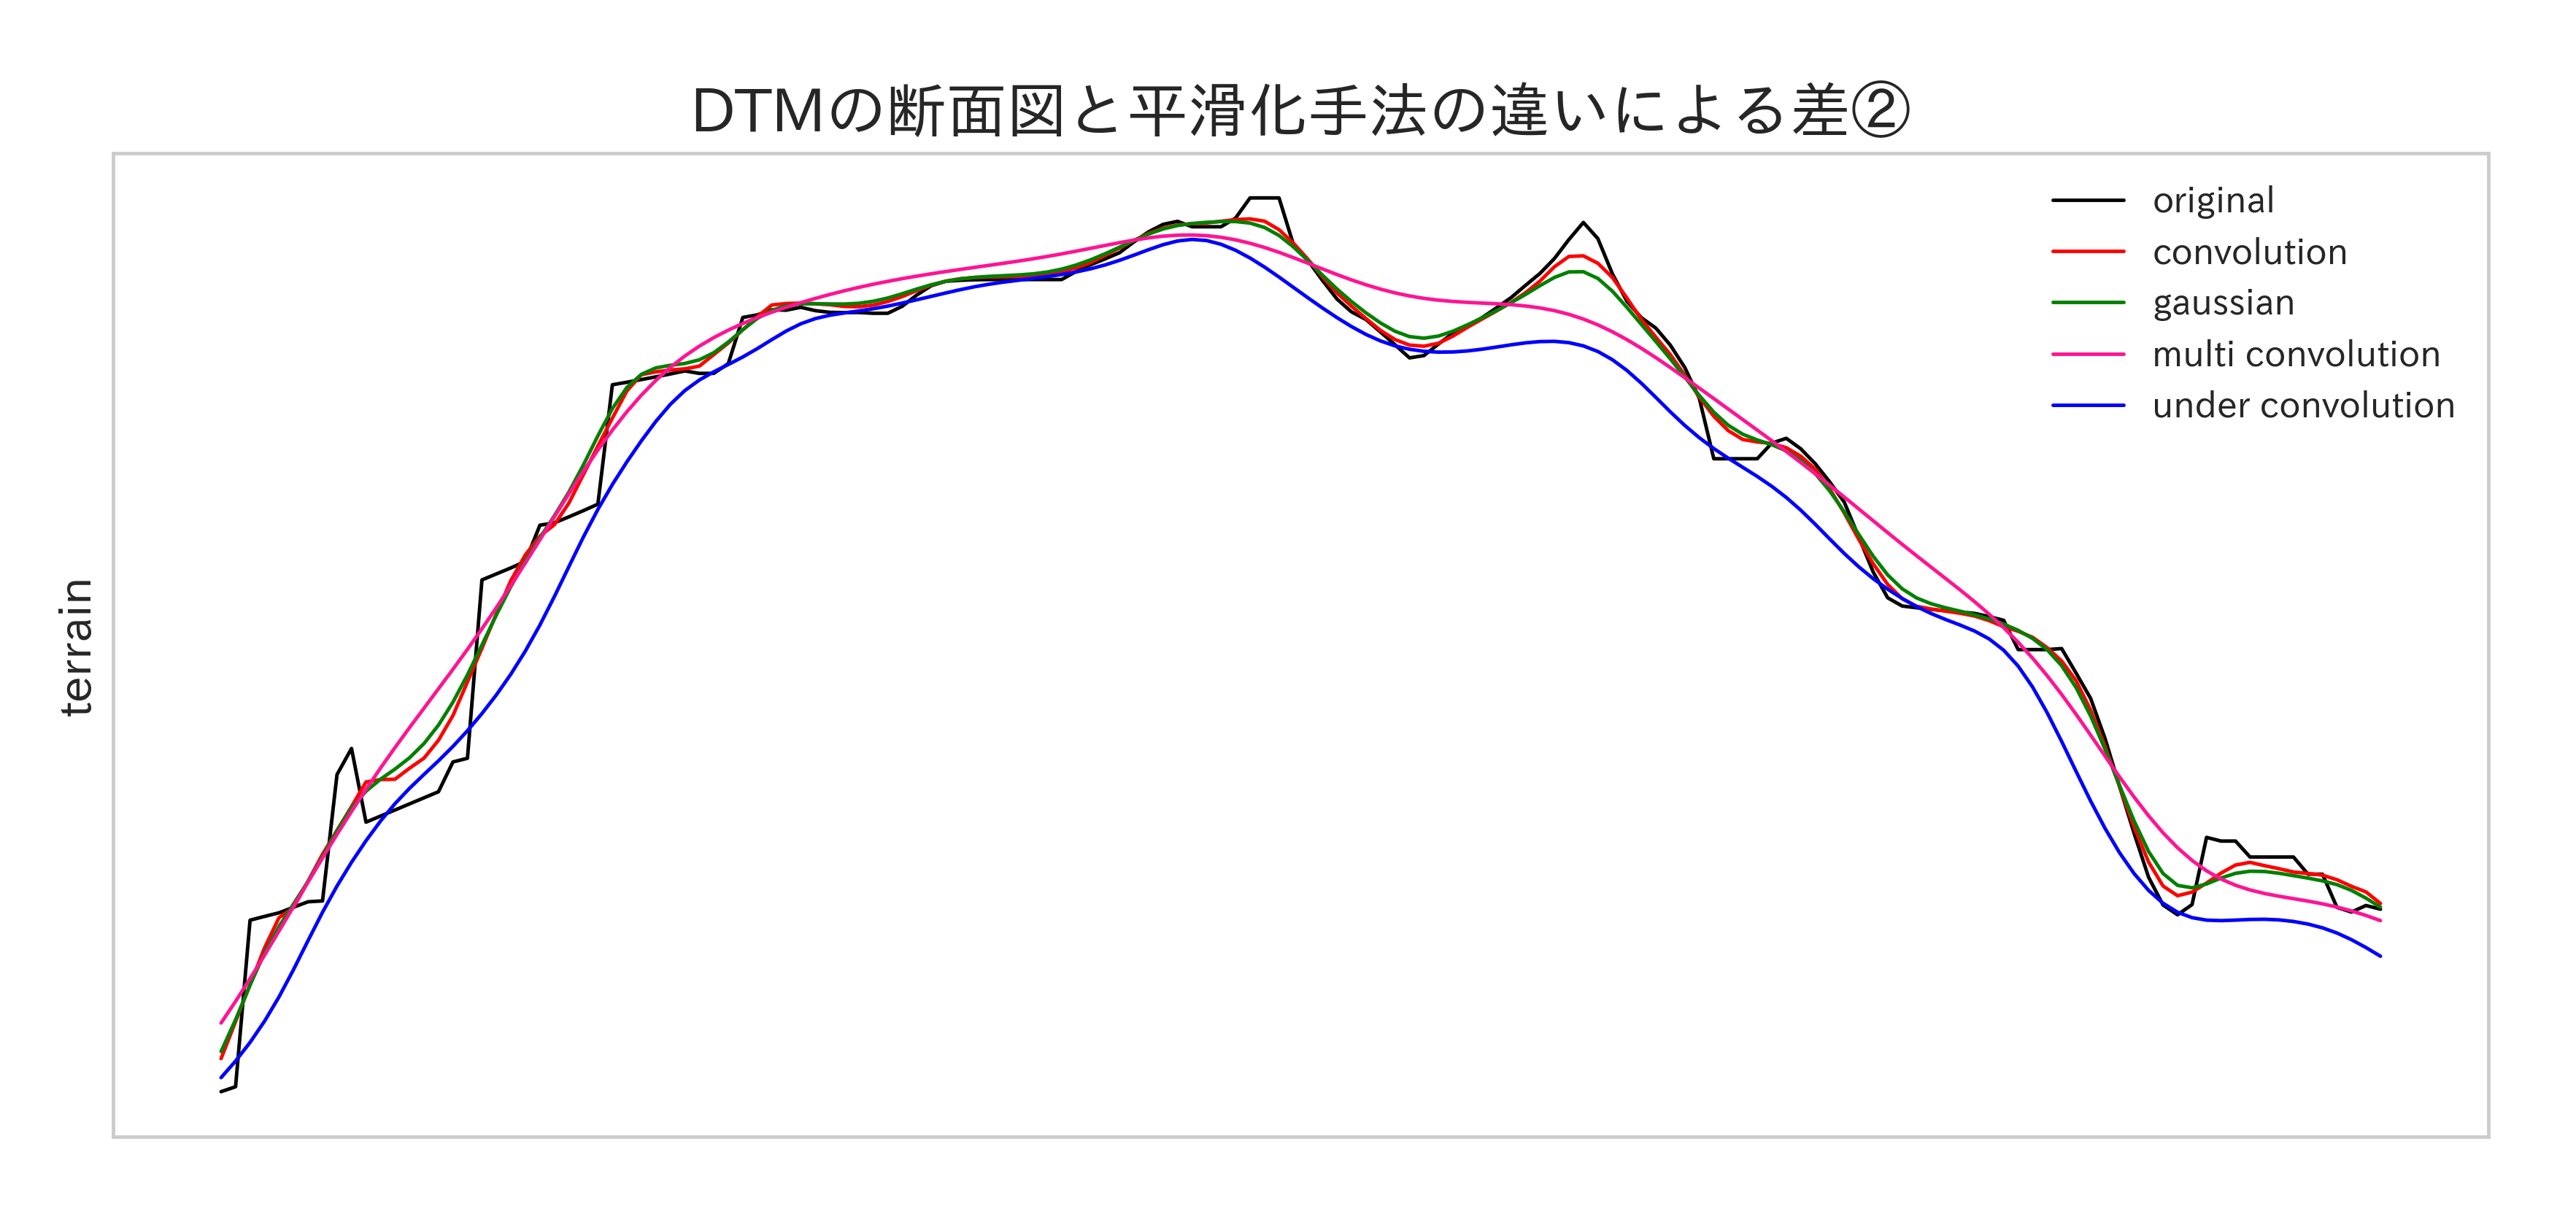 DTMの断面図と平滑化手法の違いによる差②
original
convolution
gaussian
multi convolution
under convolution
terrain